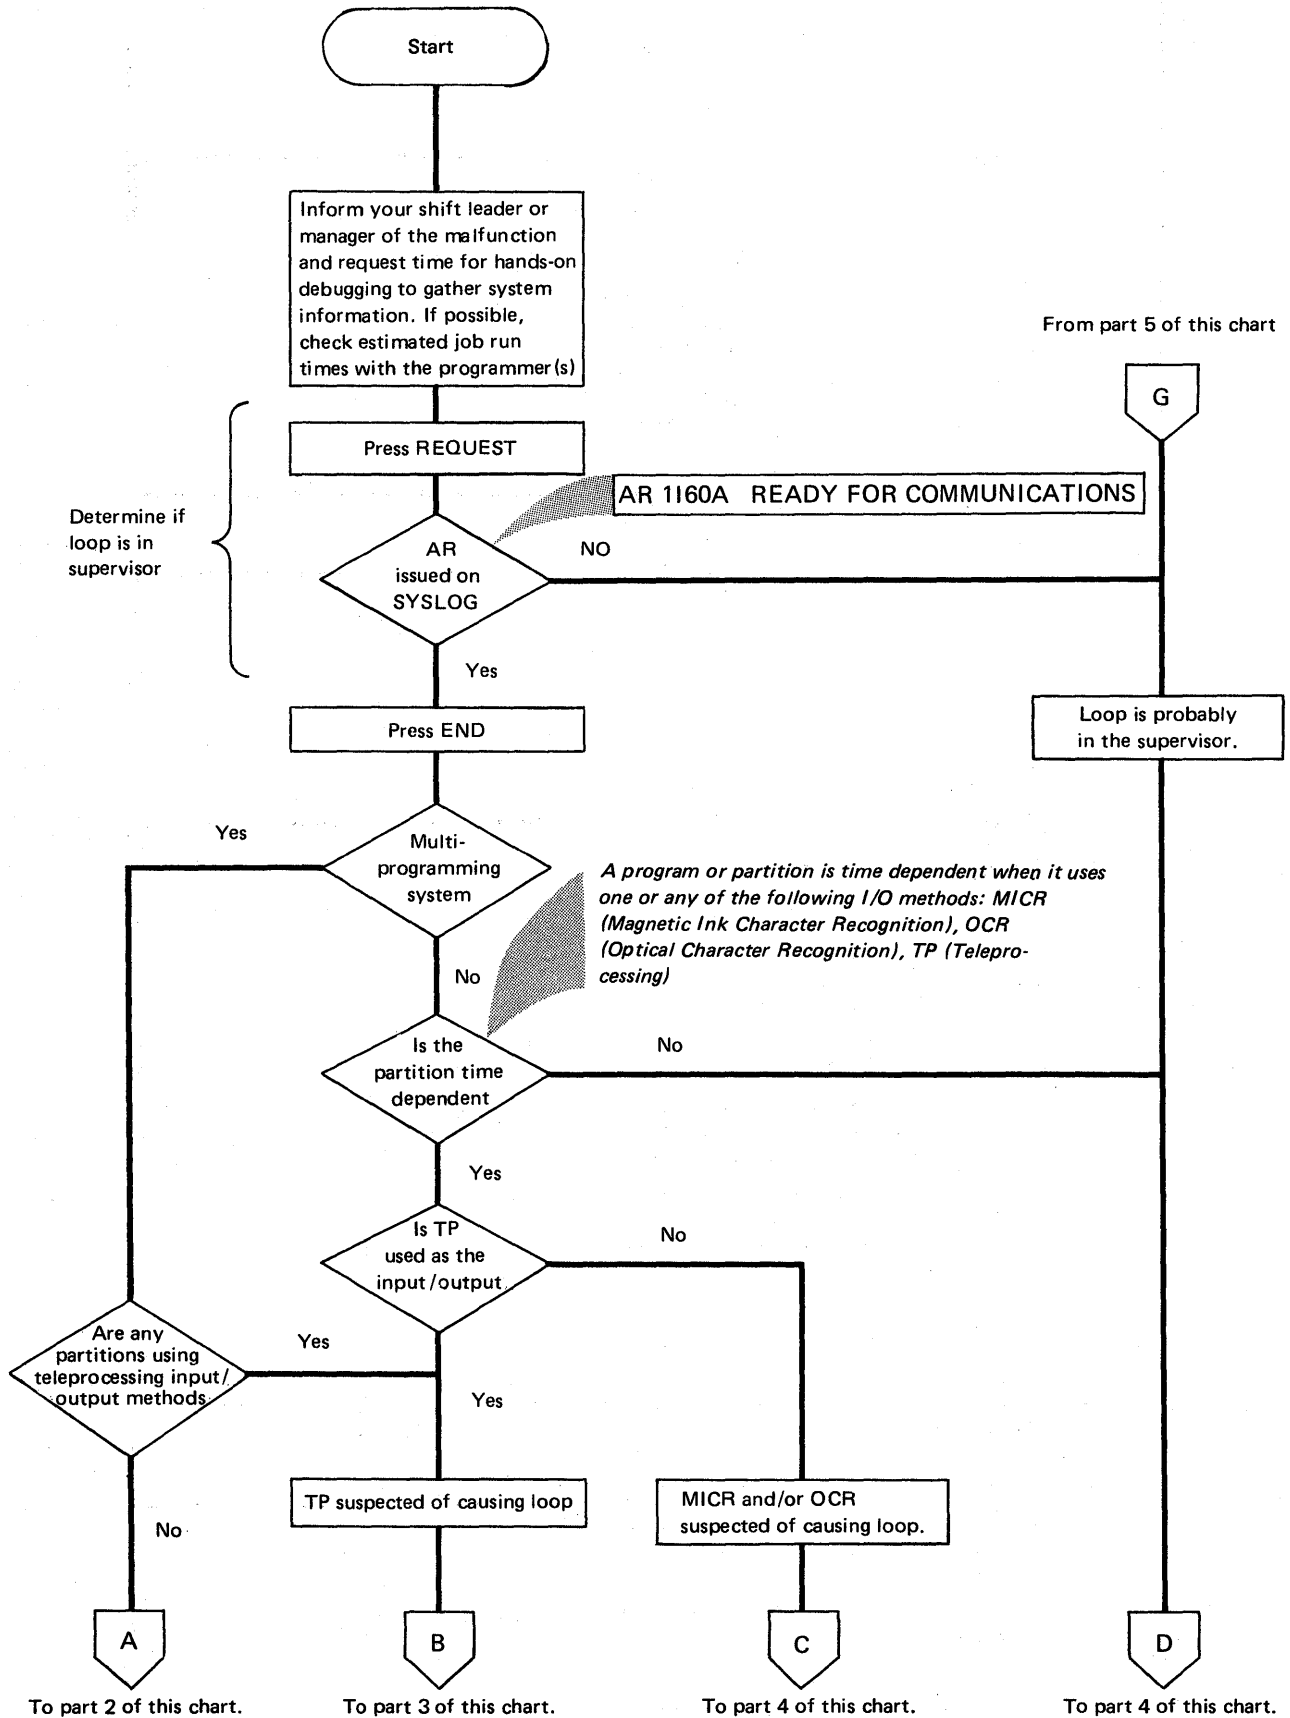 Start
Inform your shift leader or
manager of the malfunction
and request time for hands-on
debugging to gather system
information. If possible,
check estimated job run
times with the programmer(s)
From part 5 of this chart
G
Press REQUEST
AR 1I60A READY FOR COMMUNICATIONS
Determine if
loop is in
supervisor
AR
issued on
SYSLOG
NO
Yes
Press END
Loop is probably
in the supervisor.
Yes
Multi-
programming
system
A program or partition is time dependent when it uses
one or any of the following I/O methods: MICR
(Magnetic Ink Character Recognition), OCR
(Optical Character Recognition), TP (Telepro-
cessing)
No
Is the
partition time
dependent
No
Yes
Is TP
used as the
input/output
No
Are any
partitions using
teleprocessing input/
output methods
Yes
Yes
TP suspected of causing loop
MICR and/or OCR
suspected of causing loop.
No
A
B
C
D
To part 2 of this chart.
To part 3 of this chart.
To part 4 of this chart.
To part 4 of this chart.